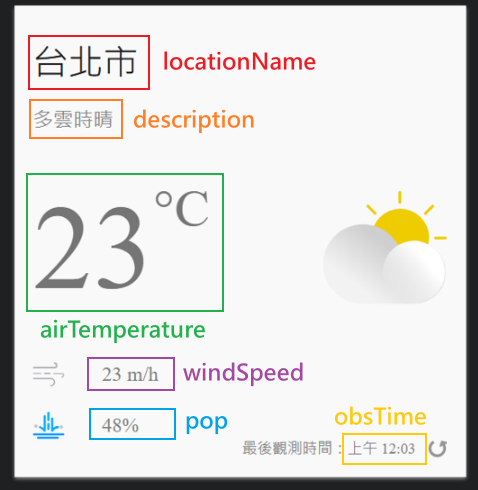 台北市 locationName
多雲時晴 description
23 °C
airTemperature
23 m/h windSpeed
48% pop
obsTime
最後觀測時間：上午 12:03